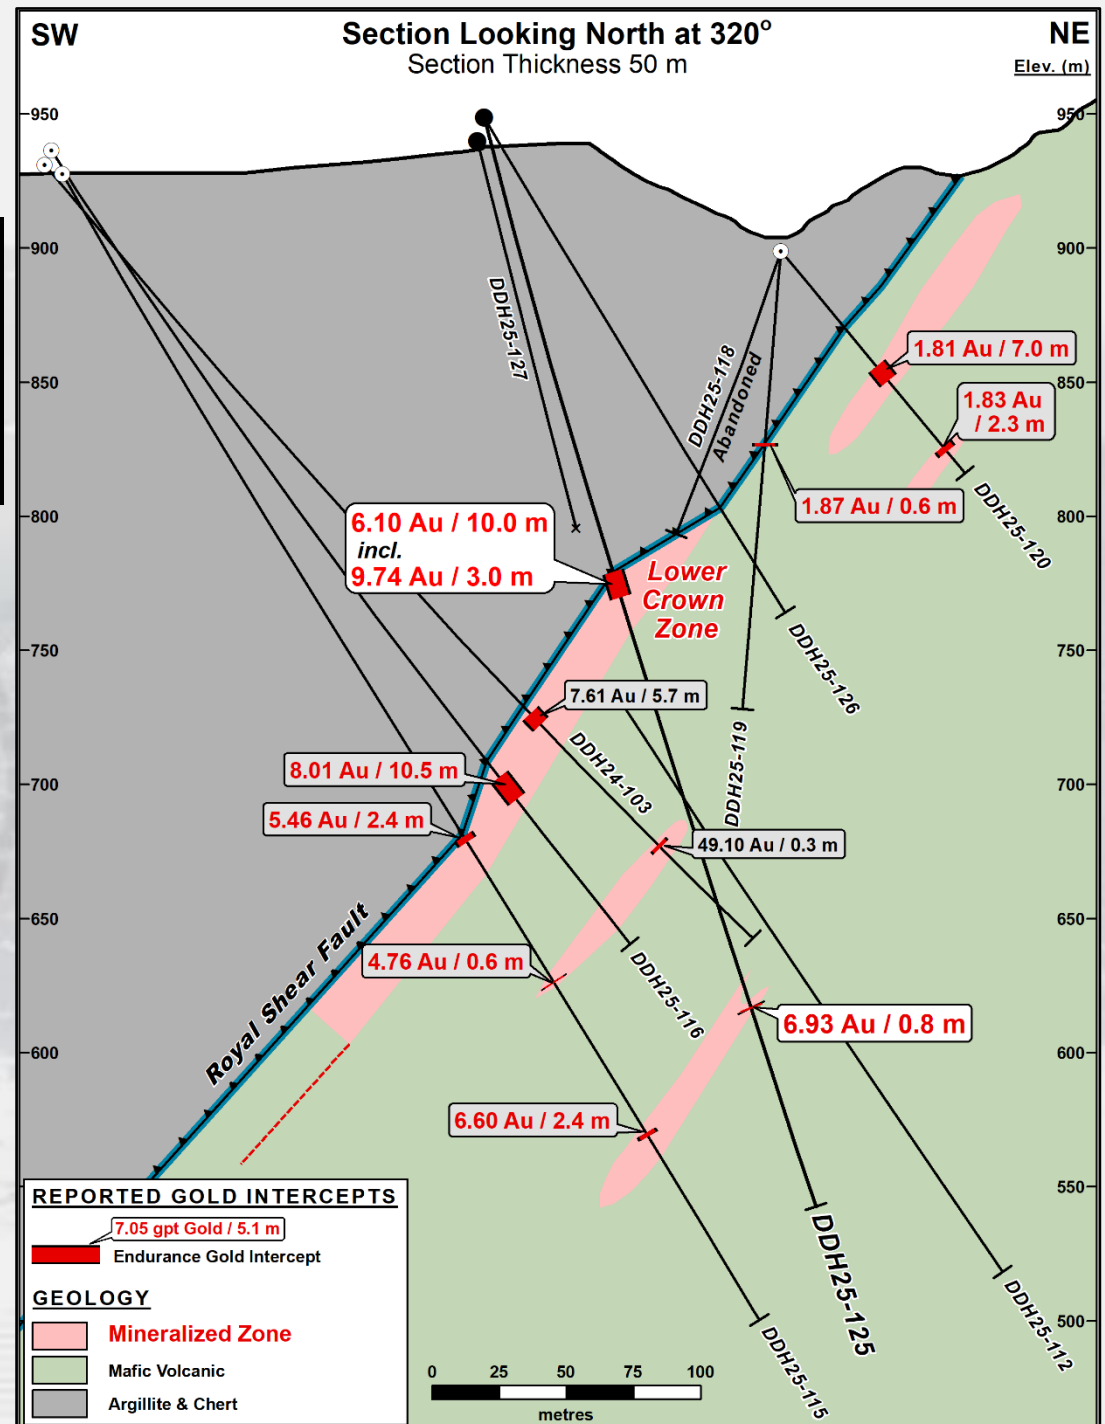 SW
Section Looking North at 320°
NE
Section Thickness 50 m
Elev. (m)
950
950
900
900
DDH25-127
DDH25-118
Abandoned
1.81 Au / 7.0 m
850
850
1.83 Au
/ 2.3 m
1.87 Au / 0.6 m
DDH25-120
800
800
6.10 Au / 10.0 m
incl.
9.74 Au / 3.0 m
Lower
Crown
Zone
750
750
DDH25-126
7.61 Au / 5.7 m
DDH24-103
DDH25-119
8.01 Au / 10.5 m
700
700
5.46 Au / 2.4 m
49.10 Au / 0.3 m
650
650
Royal Shear Fault
4.76 Au / 0.6 m
DDH25-116
6.93 Au / 0.8 m
600
600
6.60 Au / 2.4 m
550
550
REPORTED GOLD INTERCEPTS
7.05 gpt Gold / 5.1 m
Endurance Gold Intercept
DDH25-125
DDH25-112
DDH25-115
500
500
GEOLOGY
Mineralized Zone
Mafic Volcanic
Argillite & Chert
0 25 50 75 100
metres